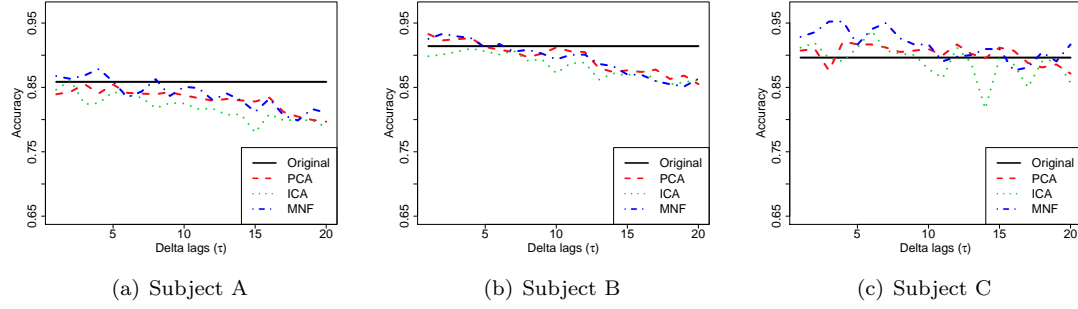 0.95
0.85
0.75
0.65
Accuracy
Original
PCA
ICA
MNF
5
10
15
20
Delta lags (τ)
(a) Subject A
0.95
0.85
0.75
0.65
Accuracy
Original
PCA
ICA
MNF
5
10
15
20
Delta lags (τ)
(b) Subject B
0.95
0.85
0.75
0.65
Accuracy
Original
PCA
ICA
MNF
5
10
15
20
Delta lags (τ)
(c) Subject C